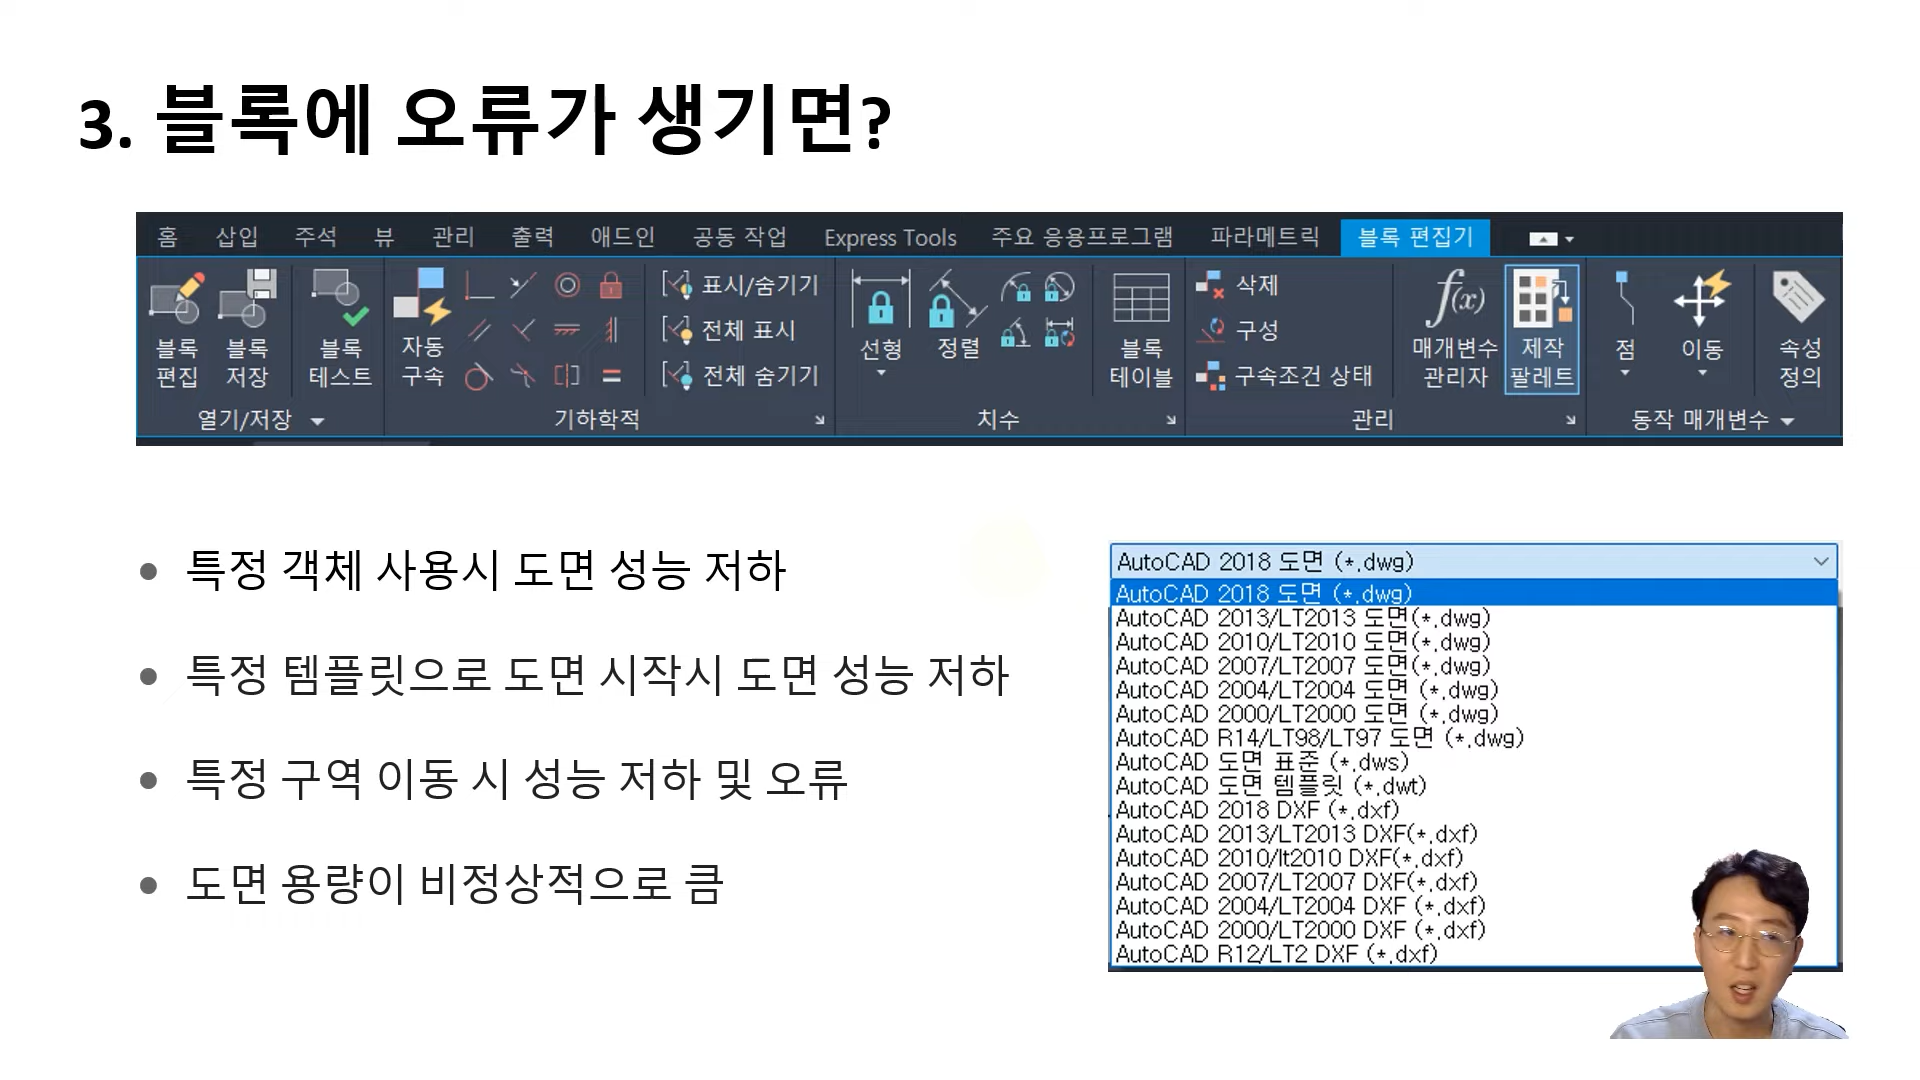 3. 블록에 오류가 생기면?
홈 삽입 주석 뷰 관리 출력 애드인 공동 작업 Express Tools 주요 응용프로그램 파라메트릭 블록 편집기
블록 편집
블록 저장
블록 테스트
열기/저장
자동 구속
표시/숨기기
전체 표시
전체 숨기기
기하학적
선형
정렬
블록 테이블
치수
삭제
구성
구속조건 상태
매개변수 관리자
제작 팔레트
관리
점
이동
속성 정의
동작 매개변수
• 특정 객체 사용시 도면 성능 저하
• 특정 템플릿으로 도면 시작시 도면 성능 저하
• 특정 구역 이동 시 성능 저하 및 오류
• 도면 용량이 비정상적으로 큼
AutoCAD 2018 도면 (*.dwg)
AutoCAD 2018 도면 (*.dwg)
AutoCAD 2013/LT2013 도면(*.dwg)
AutoCAD 2010/LT2010 도면(*.dwg)
AutoCAD 2007/LT2007 도면(*.dwg)
AutoCAD 2004/LT2004 도면 (*.dwg)
AutoCAD 2000/LT2000 도면 (*.dwg)
AutoCAD R14/LT98/LT97 도면 (*.dwg)
AutoCAD 도면 표준 (*.dws)
AutoCAD 도면 템플릿 (*.dwt)
AutoCAD 2018 DXF (*.dxf)
AutoCAD 2013/LT2013 DXF(*.dxf)
AutoCAD 2010/lt2010 DXF(*.dxf)
AutoCAD 2007/LT2007 DXF(*.dxf)
AutoCAD 2004/LT2004 DXF (*.dxf)
AutoCAD 2000/LT2000 DXF (*.dxf)
AutoCAD R12/LT2 DXF (*.dxf)